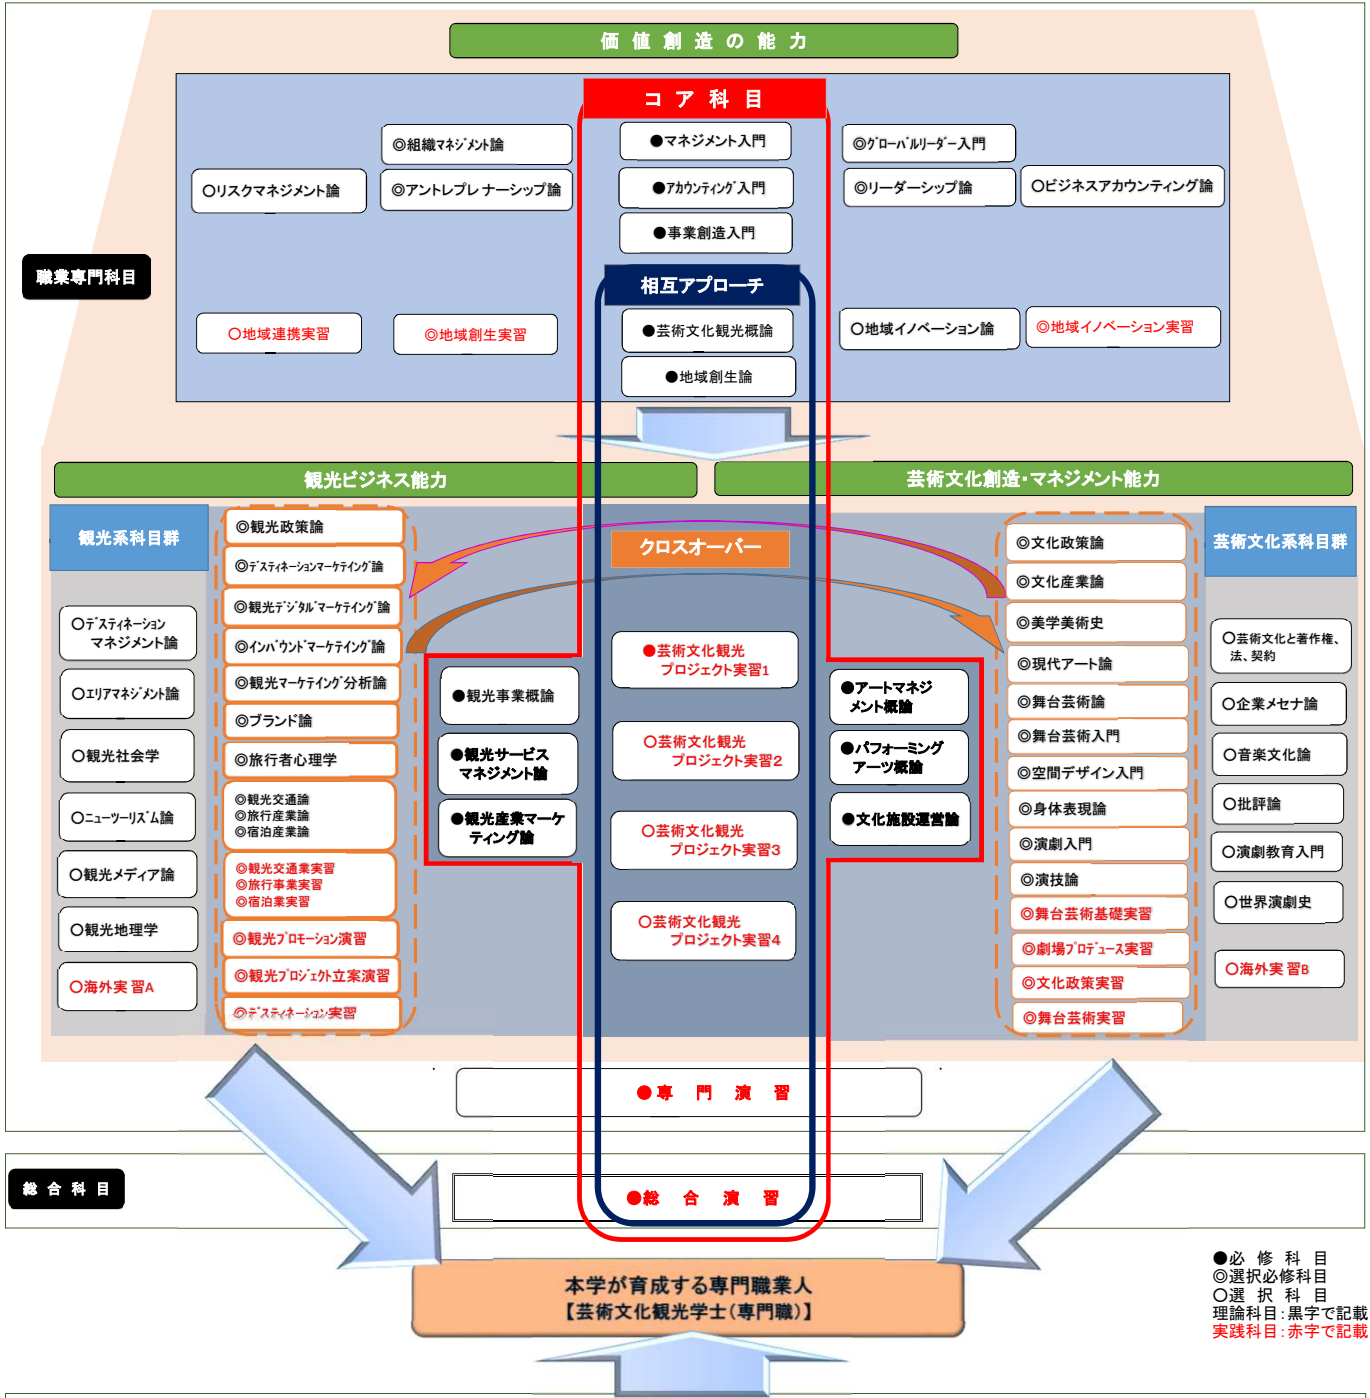 価値創造の能力
コア科目
●マネジメント入門
●アカウンティング入門
●事業創造入門
◎組織マネジメント論
○リスクマネジメント論
◎アントレプレナーシップ論
◎グローバルリーダー入門
◎リーダーシップ論
○ビジネスアカウンティング論
職業専門科目
相互アプローチ
●芸術文化観光概論
●地域創生論
○地域連携実習
◎地域創生実習
○地域イノベーション論
◎地域イノベーション実習
観光ビジネス能力
芸術文化創造・マネジメント能力
観光系科目群
○デスティネーション
マネジメント論
○エリアマネジメント論
○観光社会学
○ニューツーリズム論
○観光メディア論
○観光地理学
○海外実習A
◎観光政策論
◎デスティネーションマーケティング論
◎観光デジタルマーケティング論
◎インバウンドマーケティング論
◎観光マーケティング分析論
◎ブランド論
◎旅行者心理学
◎観光交通論
◎旅行産業論
◎宿泊産業論
◎観光交通業実習
◎旅行事業実習
◎宿泊業実習
◎観光プロモーション演習
◎観光プロジェクト立案演習
◎デスティネーション実習
●観光事業概論
●観光サービス
マネジメント論
●観光産業マーケ
ティング論
クロスオーバー
●芸術文化観光
プロジェクト実習1
○芸術文化観光
プロジェクト実習2
○芸術文化観光
プロジェクト実習3
○芸術文化観光
プロジェクト実習4
●アートマネジ
メント概論
●パフォーミング
アーツ概論
●文化施設運営論
◎文化政策論
◎文化産業論
◎美学美術史
◎現代アート論
◎舞台芸術論
◎舞台芸術入門
◎空間デザイン入門
◎身体表現論
◎演劇入門
◎演技論
◎舞台芸術基礎実習
◎劇場プロデュース実習
◎文化政策実習
◎舞台芸術実習
芸術文化系科目群
○芸術文化と著作権、
法、契約
○企業メセナ論
○音楽文化論
○批評論
○演劇教育入門
○世界演劇史
○海外実習B
●専門演習
総合科目
●総合演習
本学が育成する専門職業人
【芸術文化観光学士(専門職)】
●必修科目
◎選択必修科目
○選択科目
理論科目:黒字で記載
実践科目:赤字で記載